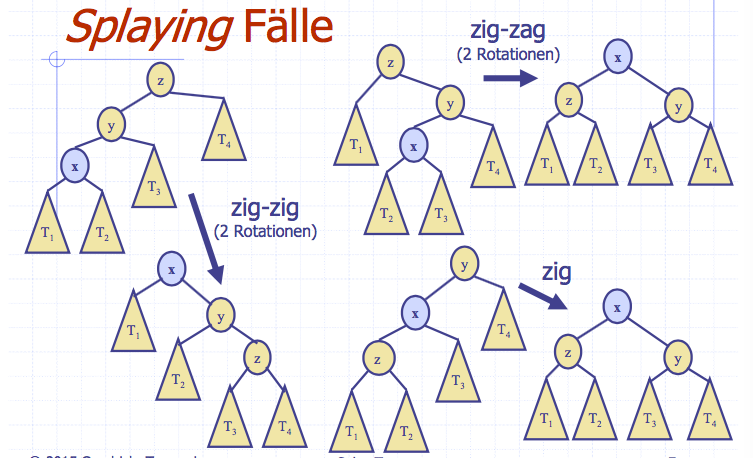 Splaying Fälle
zig-zag
(2 Rotationen)
z
y
x
T1
T2
T3
T4
z
y
x
T1
T2
T3
T4
x
z
y
T1
T2
T3
T4
zig-zig
(2 Rotationen)
x
y
z
T1
T2
T3
T4
zig
y
x
z
T1
T2
T3
T4
x
z
y
T1
T2
T3
T4